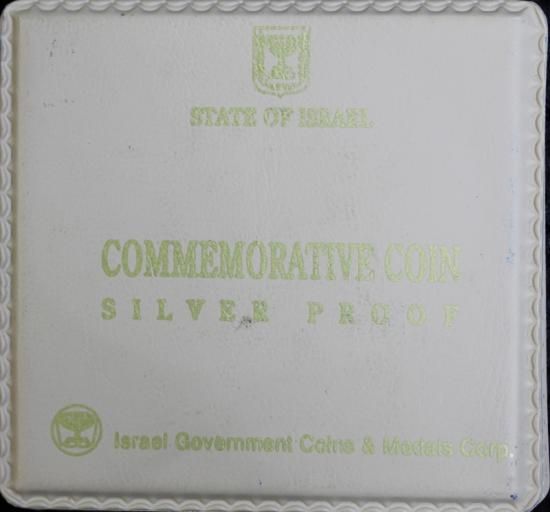 STATE OF ISRAEL
COMMEMORATIVE COIN
SILVER PROOF
Israel Government Coins & Medals Corp.